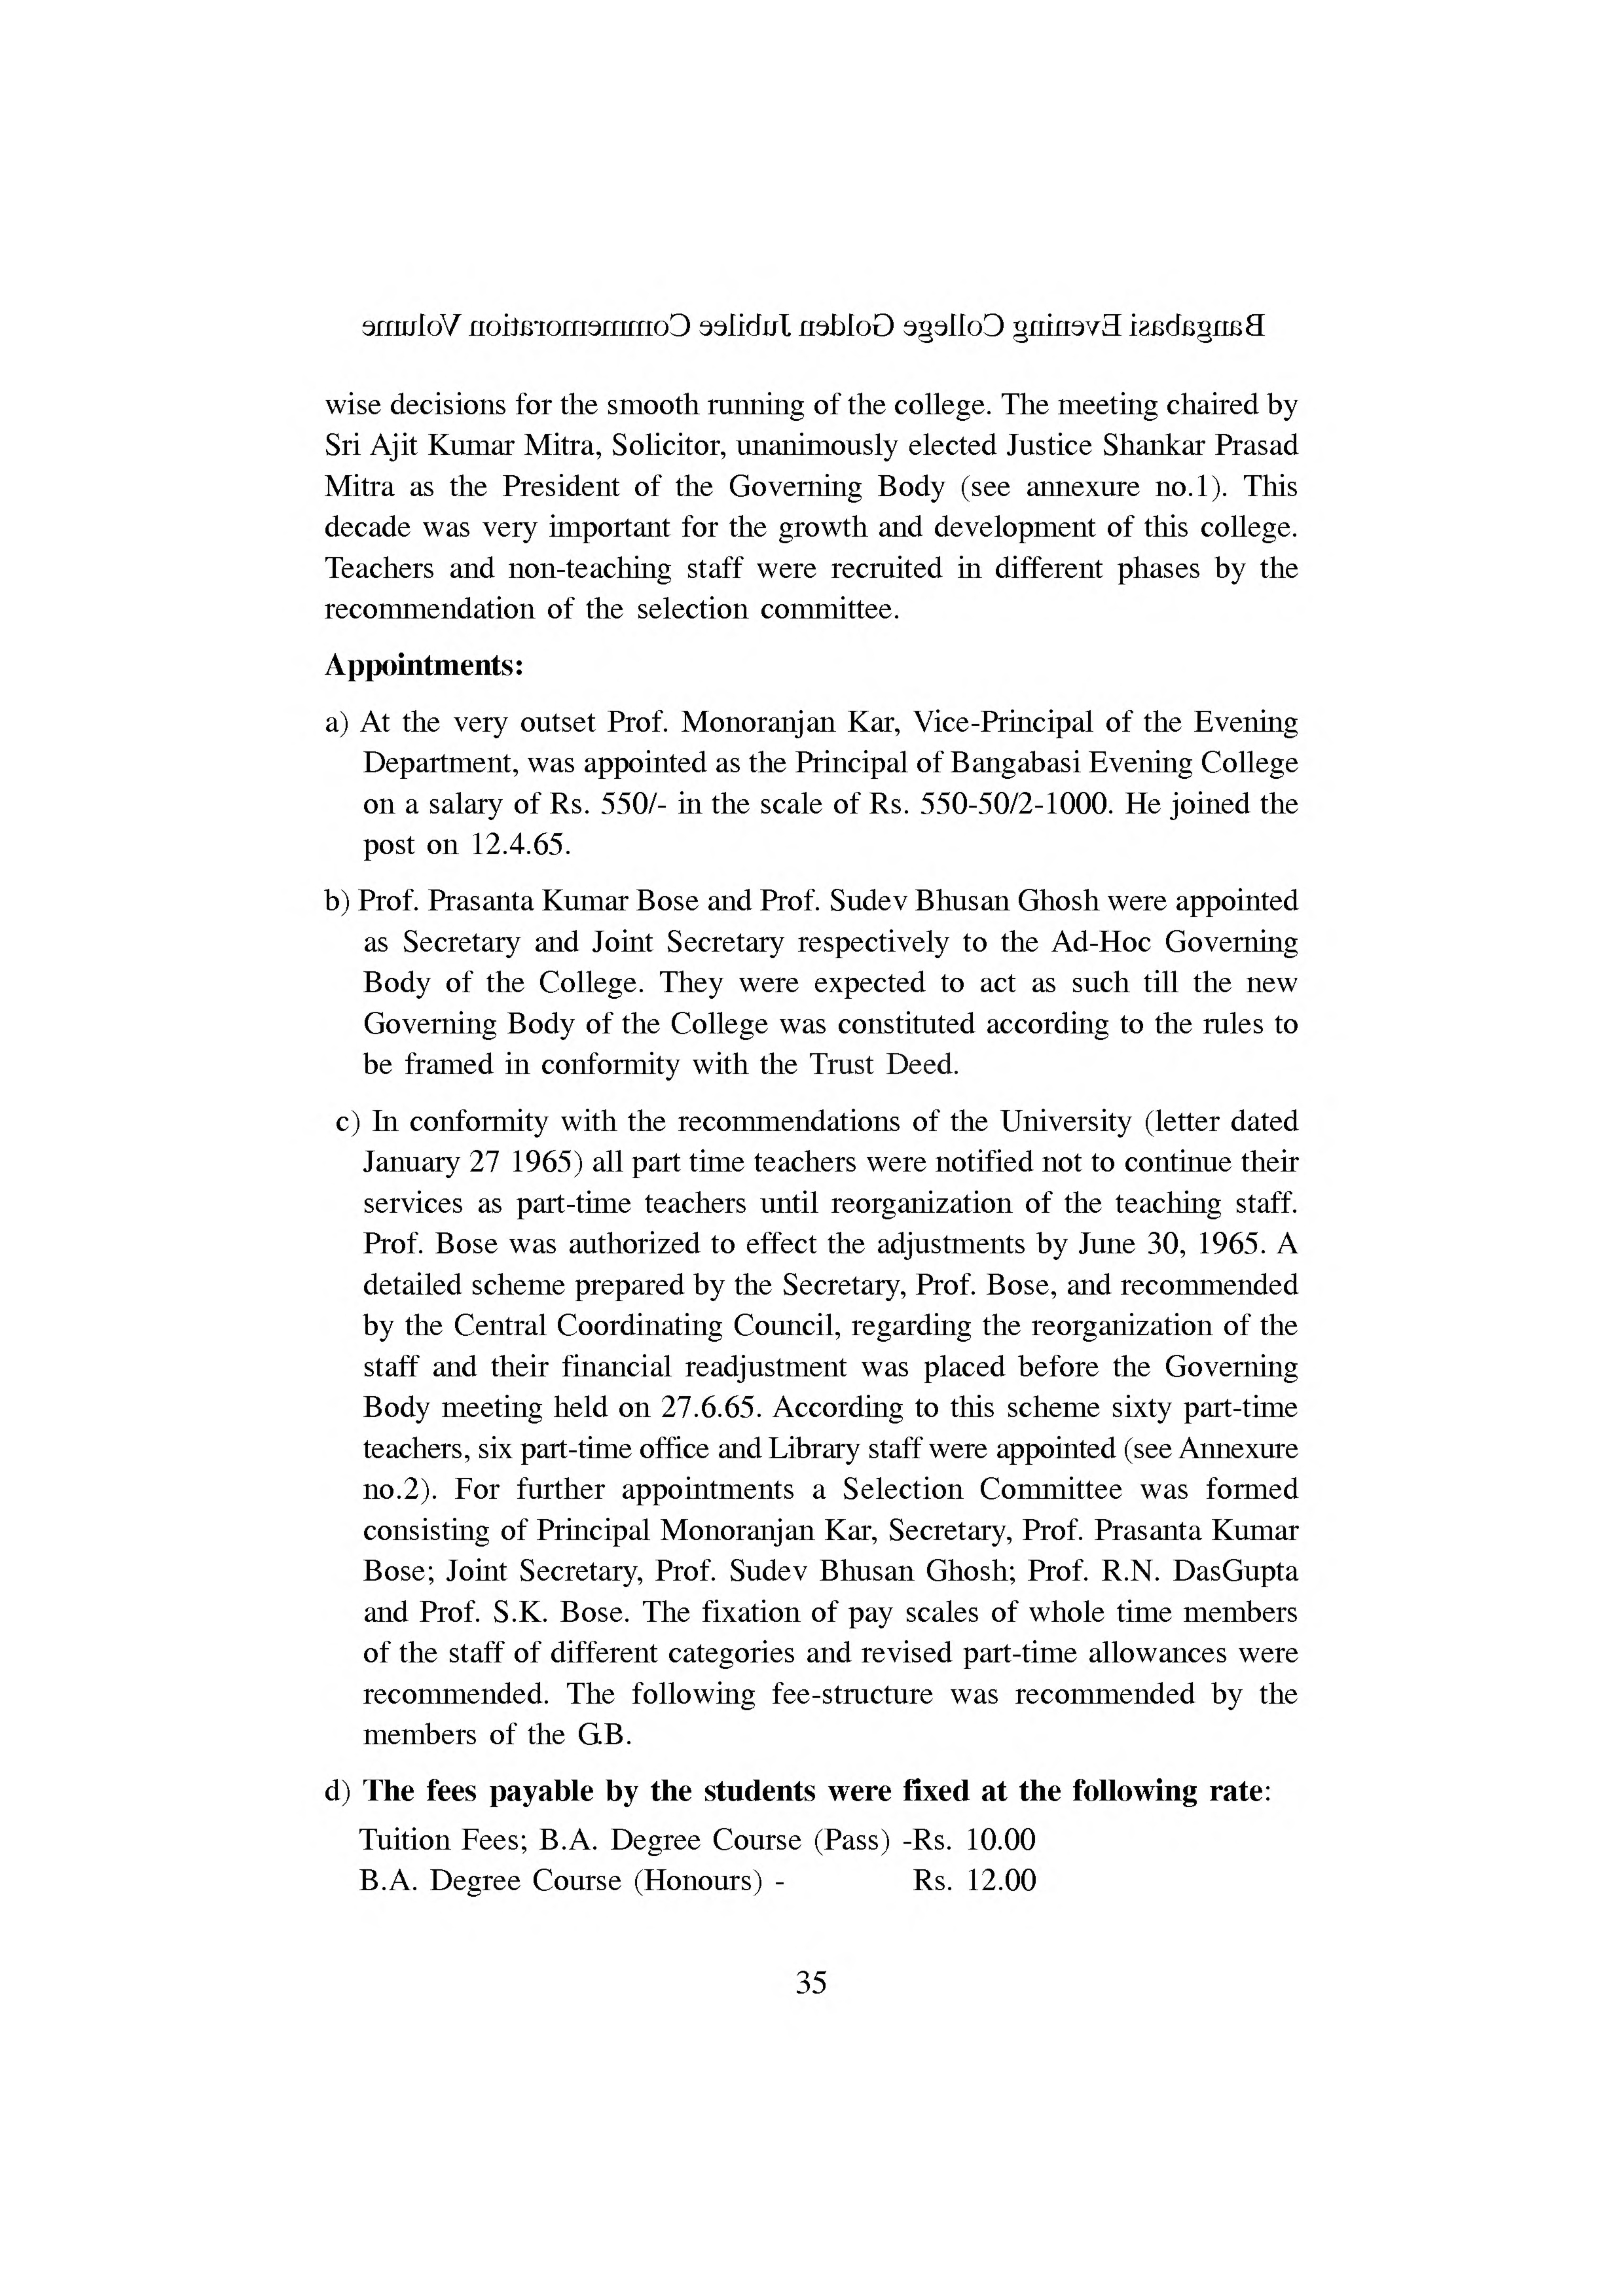 Bangabasi Evening College Golden Jubilee Commemoration Volume
wise decisions for the smooth running of the college. The meeting chaired by
Sri Ajit Kumar Mitra, Solicitor, unanimously elected Justice Shankar Prasad
Mitra as the President of the Governing Body (see annexure no.1). This
decade was very important for the growth and development of this college.
Teachers and non-teaching staff were recruited in different phases by the
recommendation of the selection committee.
Appointments:
a) At the very outset Prof. Monoranjan Kar, Vice-Principal of the Evening
Department, was appointed as the Principal of Bangabasi Evening College
on a salary of Rs. 550/- in the scale of Rs. 550-50/2-1000. He joined the
post on 12.4.65.
b) Prof. Prasanta Kumar Bose and Prof. Sudev Bhusan Ghosh were appointed
as Secretary and Joint Secretary respectively to the Ad-Hoc Governing
Body of the College. They were expected to act as such till the new
Governing Body of the College was constituted according to the rules to
be framed in conformity with the Trust Deed.
c) In conformity with the recommendations of the University (letter dated
January 27 1965) all part time teachers were notified not to continue their
services as part-time teachers until reorganization of the teaching staff.
Prof. Bose was authorized to effect the adjustments by June 30, 1965. A
detailed scheme prepared by the Secretary, Prof. Bose, and recommended
by the Central Coordinating Council, regarding the reorganization of the
staff and their financial readjustment was placed before the Governing
Body meeting held on 27.6.65. According to this scheme sixty part-time
teachers, six part-time office and Library staff were appointed (see Annexure
no.2). For further appointments a Selection Committee was formed
consisting of Principal Monoranjan Kar, Secretary, Prof. Prasanta Kumar
Bose; Joint Secretary, Prof. Sudev Bhusan Ghosh; Prof. R.N. DasGupta
and Prof. S.K. Bose. The fixation of pay scales of whole time members
of the staff of different categories and revised part-time allowances were
recommended. The following fee-structure was recommended by the
members of the G.B.
d) The fees payable by the students were fixed at the following rate:
Tuition Fees; B.A. Degree Course (Pass) -Rs. 10.00
B.A. Degree Course (Honours) - Rs. 12.00
35